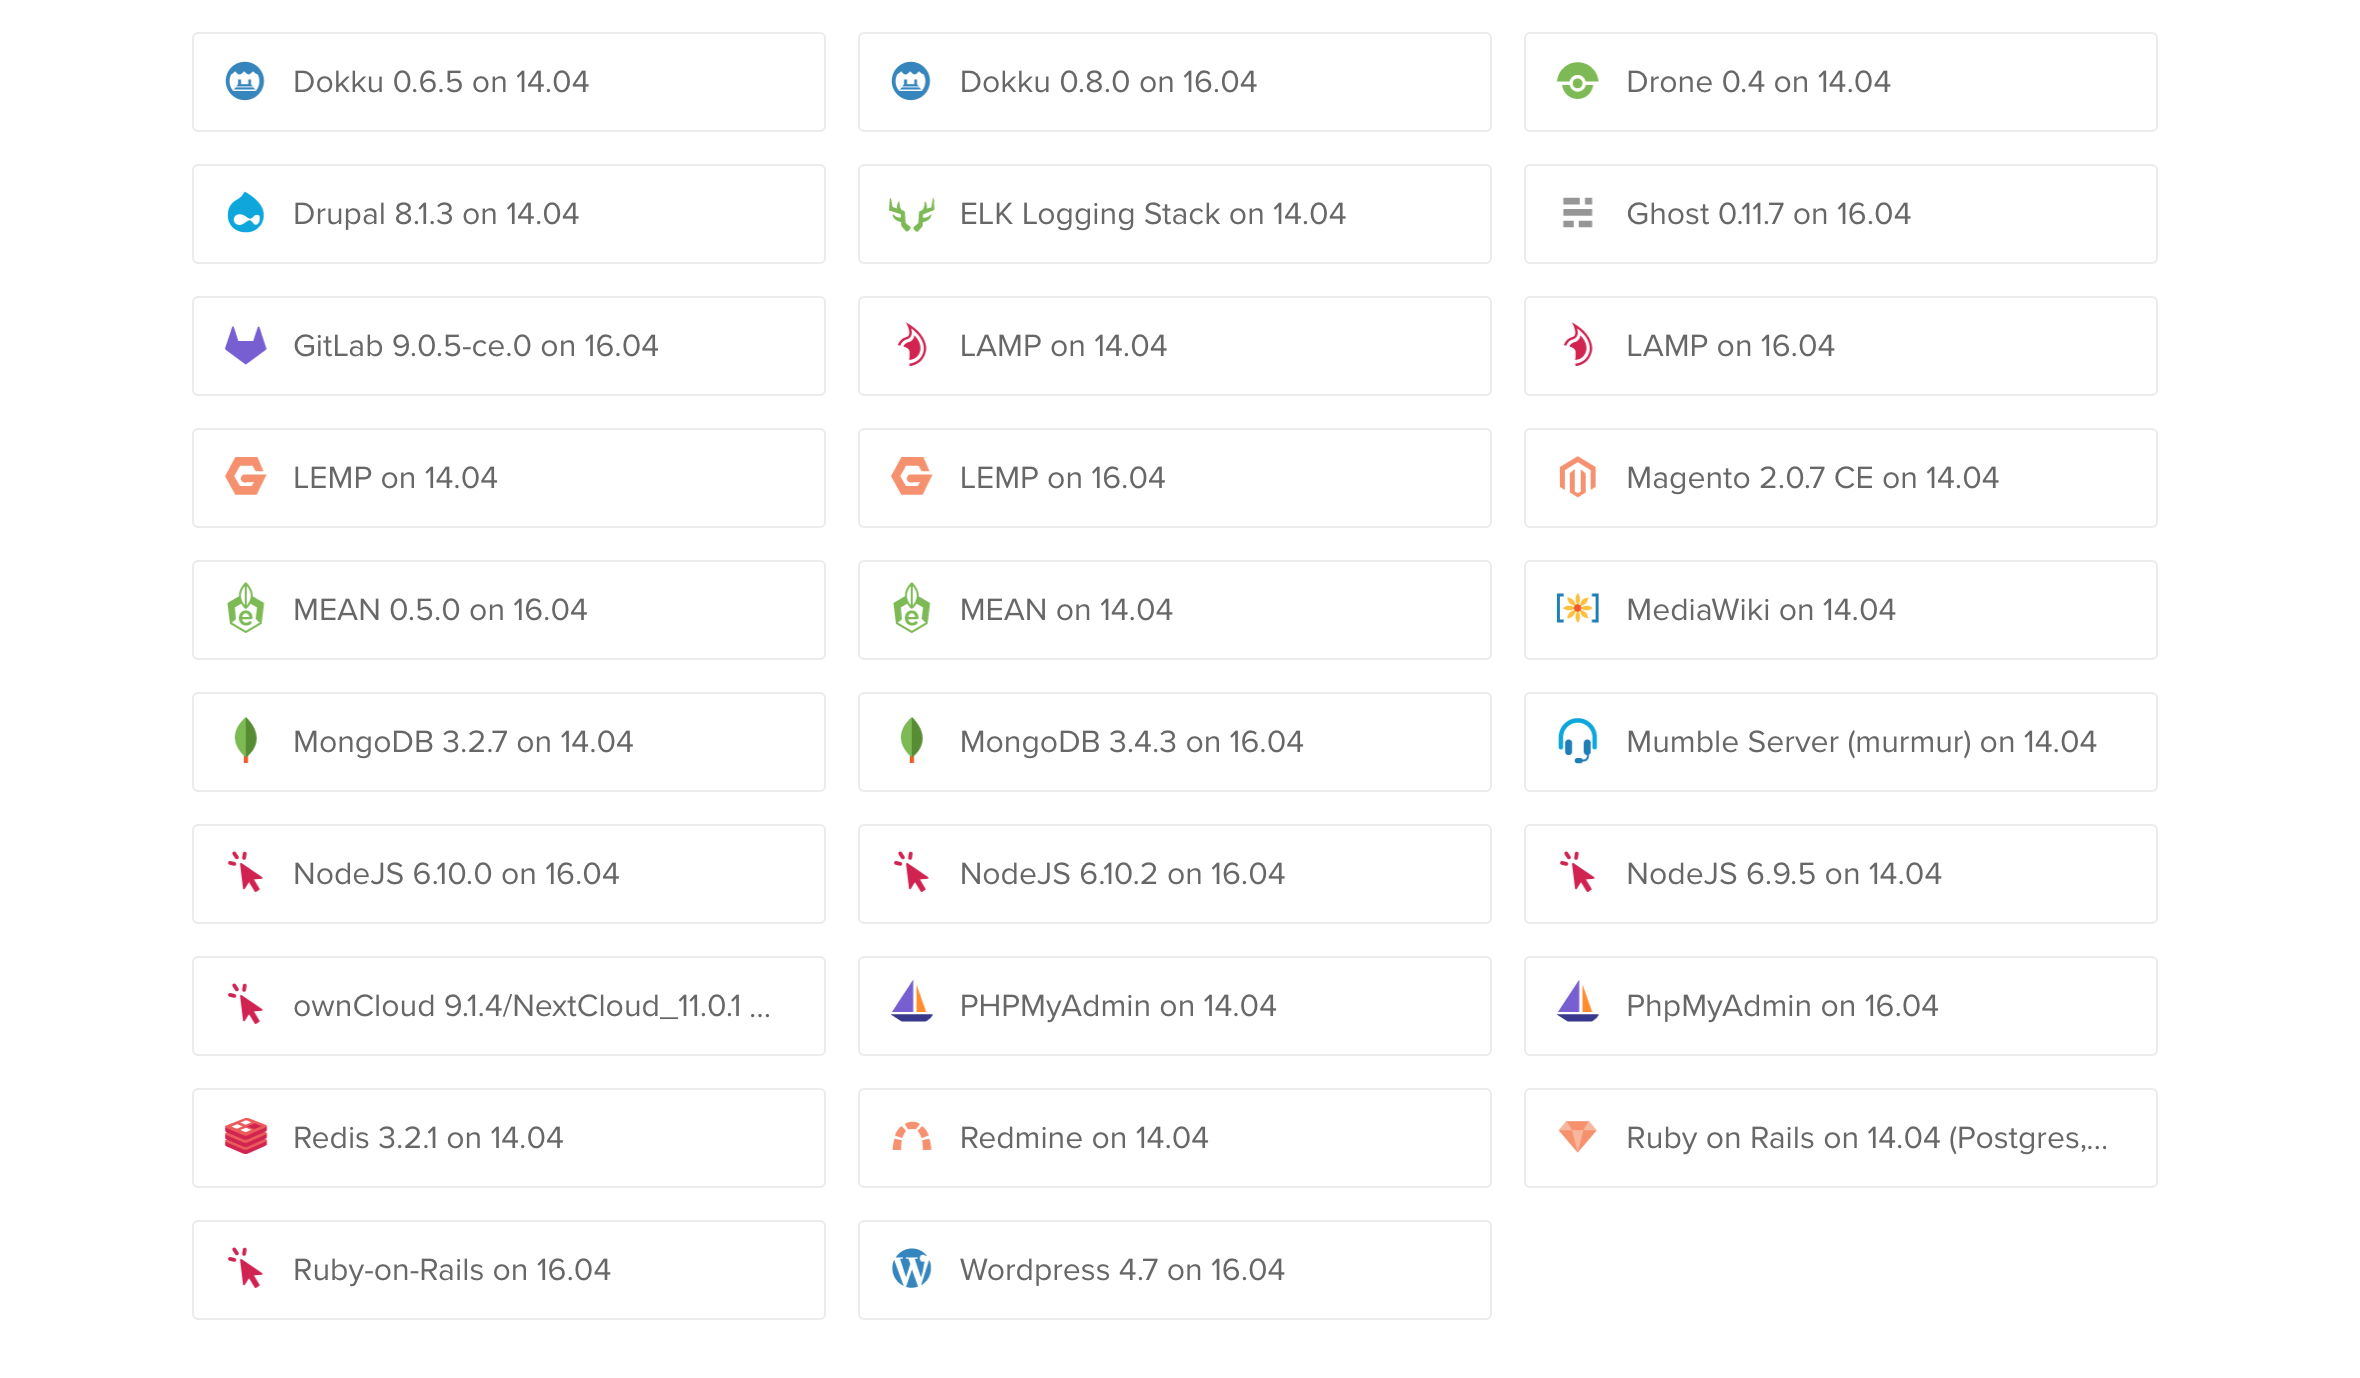 Dokku 0.6.5 on 14.04
Dokku 0.8.0 on 16.04
Drone 0.4 on 14.04
Drupal 8.1.3 on 14.04
ELK Logging Stack on 14.04
Ghost 0.11.7 on 16.04
GitLab 9.0.5-ce.0 on 16.04
LAMP on 14.04
LAMP on 16.04
LEMP on 14.04
LEMP on 16.04
Magento 2.0.7 CE on 14.04
MEAN 0.5.0 on 16.04
MEAN on 14.04
MediaWiki on 14.04
MongoDB 3.2.7 on 14.04
MongoDB 3.4.3 on 16.04
Mumble Server (murmur) on 14.04
NodeJS 6.10.0 on 16.04
NodeJS 6.10.2 on 16.04
NodeJS 6.9.5 on 14.04
ownCloud 9.1.4/NextCloud_11.0.1 ...
PHPMyAdmin on 14.04
PhpMyAdmin on 16.04
Redis 3.2.1 on 14.04
Redmine on 14.04
Ruby on Rails on 14.04 (Postgres,...
Ruby-on-Rails on 16.04
Wordpress 4.7 on 16.04